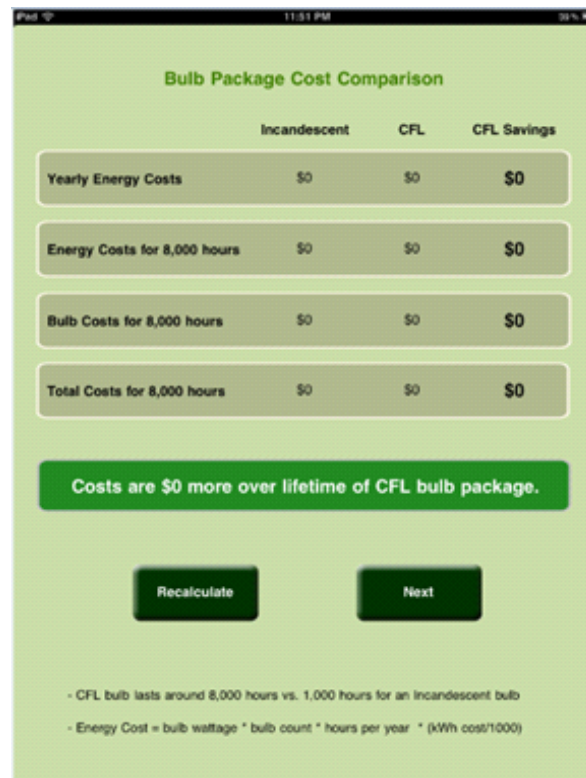 iPad 11:51 PM 39%
Bulb Package Cost Comparison
Incandescent CFL CFL Savings
Yearly Energy Costs $0 $0 $0
Energy Costs for 8,000 hours $0 $0 $0
Bulb Costs for 8,000 hours $0 $0 $0
Total Costs for 8,000 hours $0 $0 $0
Costs are $0 more over lifetime of CFL bulb package.
Recalculate Next
- CFL bulb lasts around 8,000 hours vs. 1,000 hours for an incandescent bulb
- Energy Cost = bulb wattage * bulb count * hours per year * (kWh cost/1000)